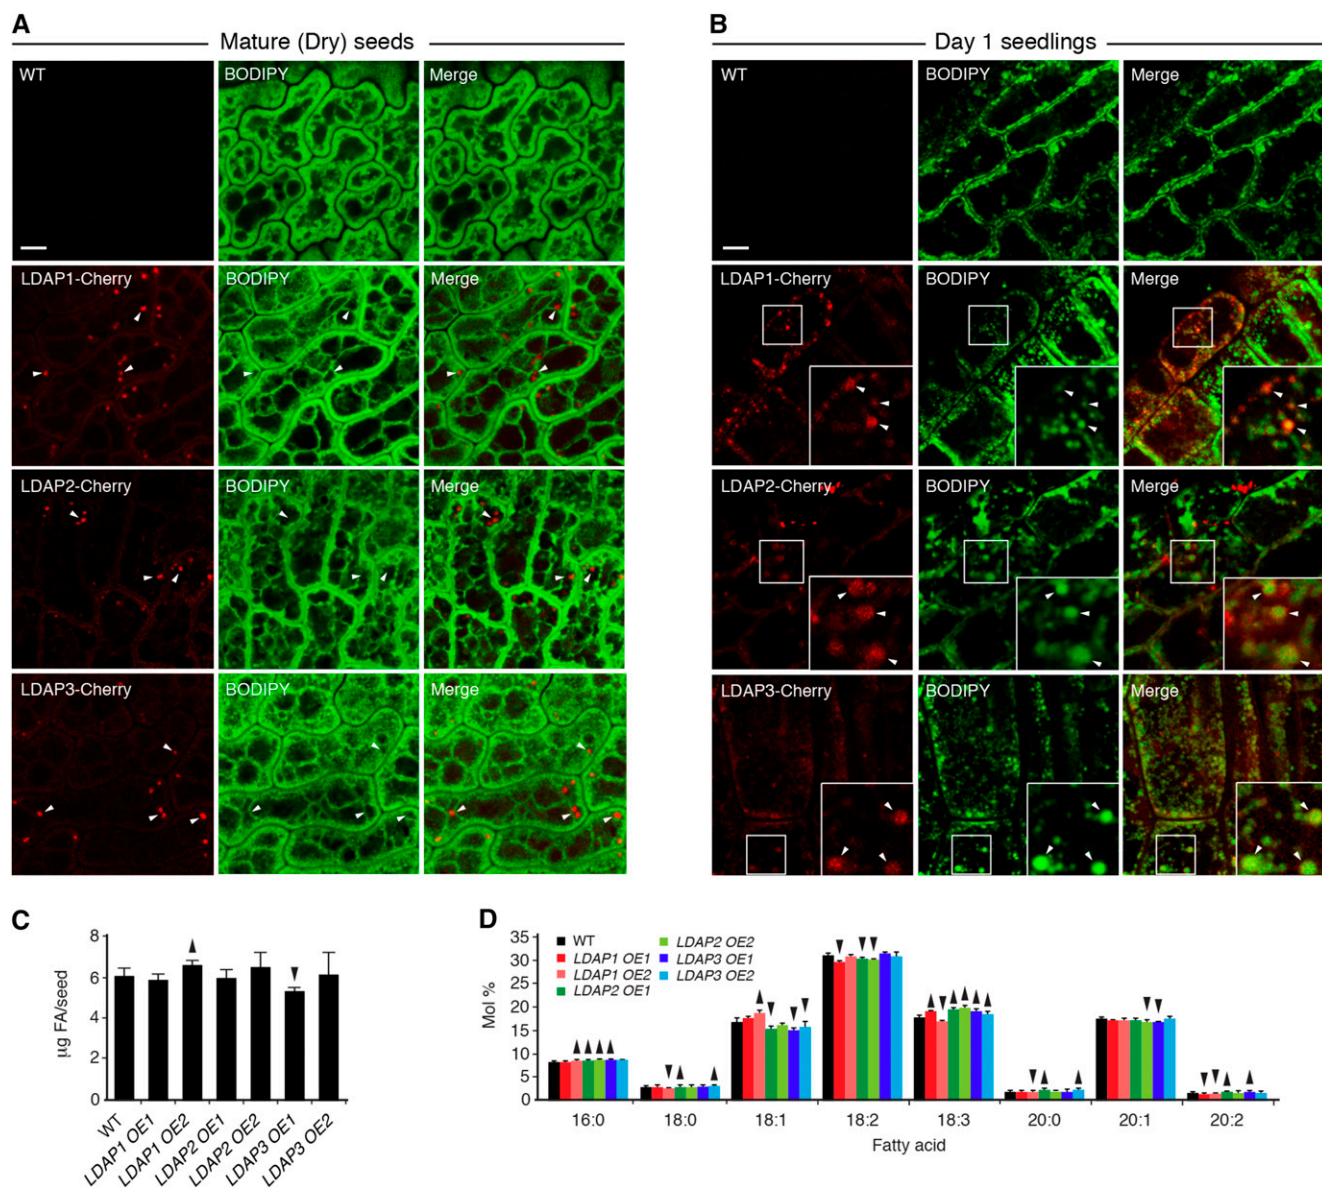 A
Mature (Dry) seeds
WT
BODIPY
Merge
LDAP1-Cherry
BODIPY
Merge
LDAP2-Cherry
BODIPY
Merge
LDAP3-Cherry
BODIPY
Merge
B
Day 1 seedlings
WT
BODIPY
Merge
LDAP1-Cherry
BODIPY
Merge
LDAP2-Cherry
BODIPY
Merge
LDAP3-Cherry
BODIPY
Merge
C
µg FA/seed
8
6
4
2
0
WT
LDAP1 OE1
LDAP1 OE2
LDAP2 OE1
LDAP2 OE2
LDAP3 OE1
LDAP3 OE2
D
Mol %
35
30
25
20
15
10
5
0
WT
LDAP1 OE1
LDAP1 OE2
LDAP2 OE1
LDAP2 OE2
LDAP3 OE1
LDAP3 OE2
16:0
18:0
18:1
18:2
18:3
20:0
20:1
20:2
Fatty acid